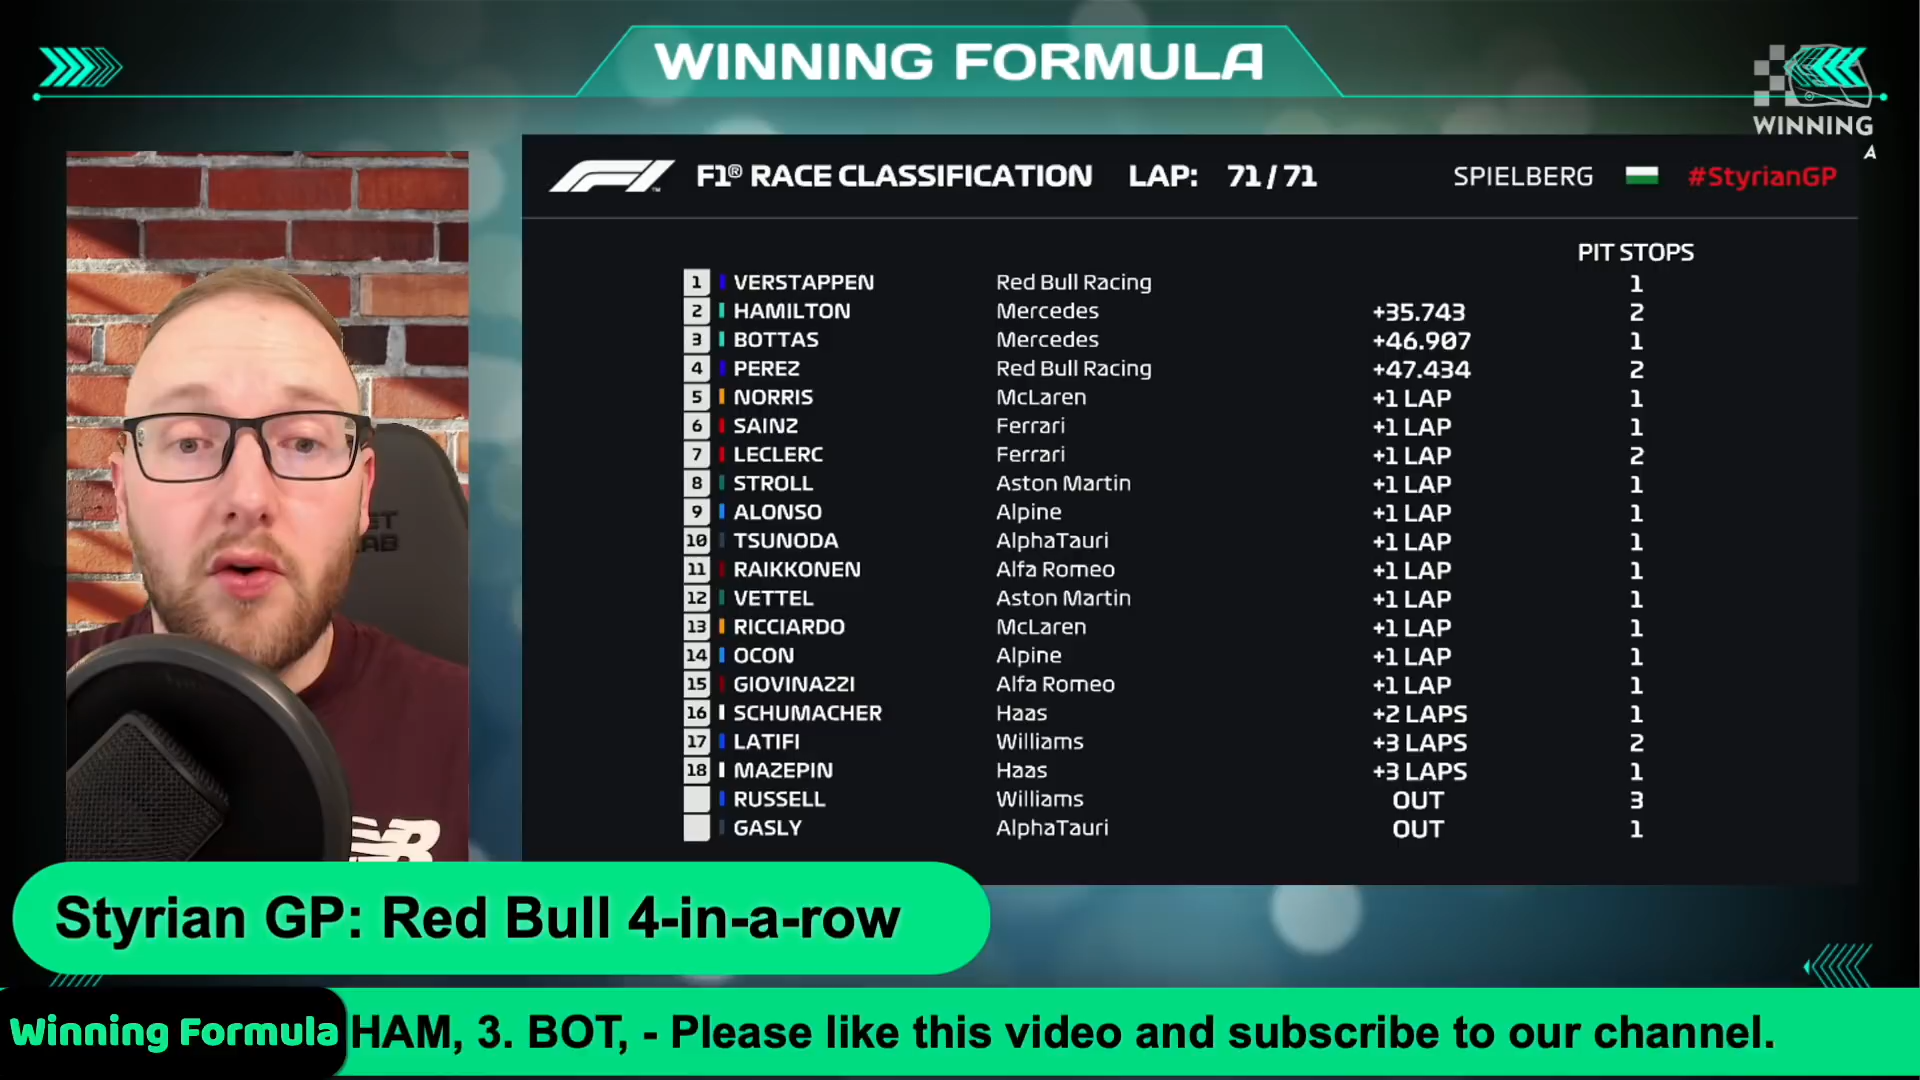 WINNING FORMULA
WINNING
A
F1® RACE CLASSIFICATION LAP: 71 / 71 SPIELBERG #StyrianGP
PIT STOPS
1 VERSTAPPEN Red Bull Racing 1
2 HAMILTON Mercedes +35.743 2
3 BOTTAS Mercedes +46.907 1
4 PEREZ Red Bull Racing +47.434 2
5 NORRIS McLaren +1 LAP 1
6 SAINZ Ferrari +1 LAP 1
7 LECLERC Ferrari +1 LAP 2
8 STROLL Aston Martin +1 LAP 1
9 ALONSO Alpine +1 LAP 1
10 TSUNODA AlphaTauri +1 LAP 1
11 RAIKKONEN Alfa Romeo +1 LAP 1
12 VETTEL Aston Martin +1 LAP 1
13 RICCIARDO McLaren +1 LAP 1
14 OCON Alpine +1 LAP 1
15 GIOVINAZZI Alfa Romeo +1 LAP 1
16 SCHUMACHER Haas +2 LAPS 1
17 LATIFI Williams +3 LAPS 2
18 MAZEPIN Haas +3 LAPS 1
RUSSELL Williams OUT 3
GASLY AlphaTauri OUT 1
Styrian GP: Red Bull 4-in-a-row
Winning Formula HAM, 3. BOT, - Please like this video and subscribe to our channel.